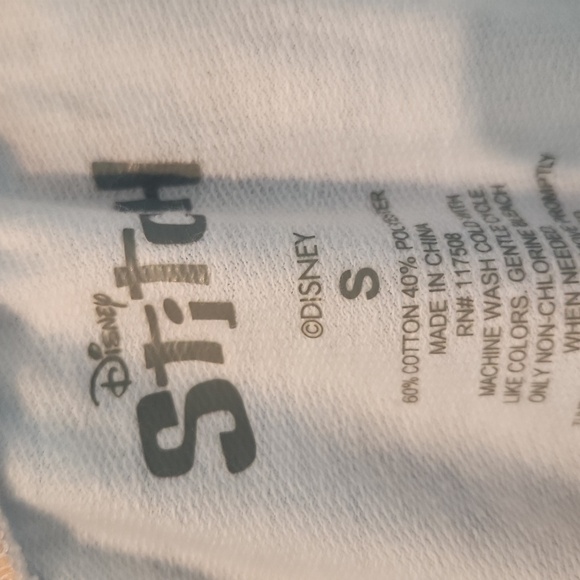 Disney
Stitch
©DISNEY
S
60% COTTON 40% POLYESTER
MADE IN CHINA
RN# 117508
MACHINE WASH COLD WITH
LIKE COLORS. GENTLE CYCLE.
ONLY NON-CHLORINE BLEACH
WHEN NEEDED. PROMPTLY